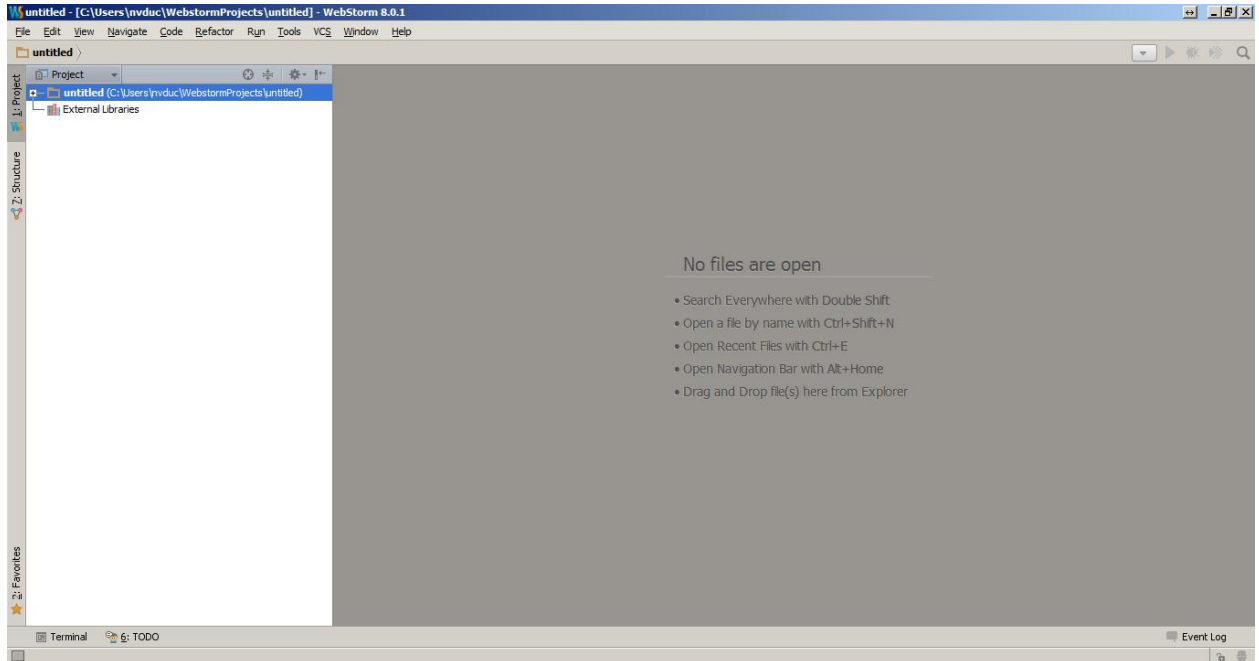 untitled - [C:\Users\nvduc\WebstormProjects\untitled] - WebStorm 8.0.1
File Edit View Navigate Code Refactor Run Tools VCS Window Help
untitled
Project
1: Project
untitled (C:\Users\nvduc\WebstormProjects\untitled)
External Libraries
Z: Structure
No files are open
• Search Everywhere with Double Shift
• Open a file by name with Ctrl+Shift+N
• Open Recent Files with Ctrl+E
• Open Navigation Bar with Alt+Home
• Drag and Drop file(s) here from Explorer
2: Favorites
Terminal 6: TODO Event Log